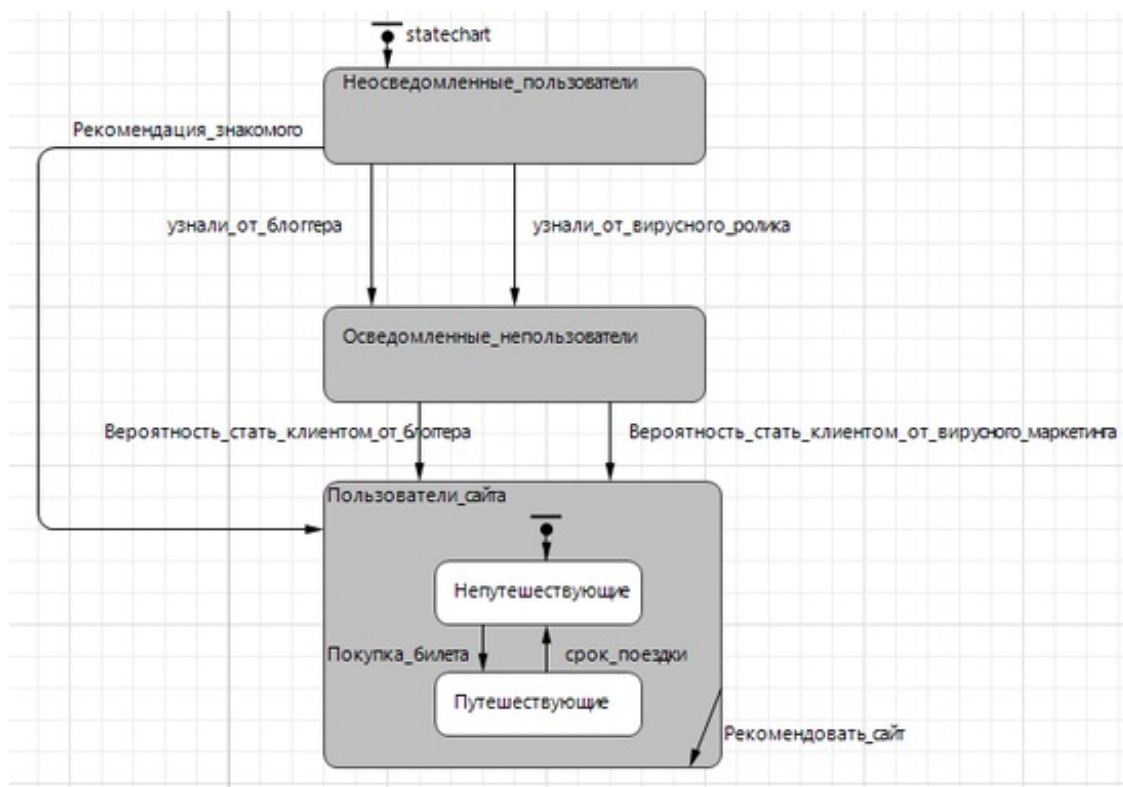 statechart
Неосведомленные_пользователи
Рекомендация_знакомого
узнали_от_блоггера
узнали_от_вирусного_ролика
Осведомленные_непользователи
Вероятность_стать_клиентом_от_блоггера
Вероятность_стать_клиентом_от_вирусного_маркетинга
Пользователи_сайта
Непутешествующие
Покупка_билета
срок_поездки
Путешествующие
Рекомендовать_сайт